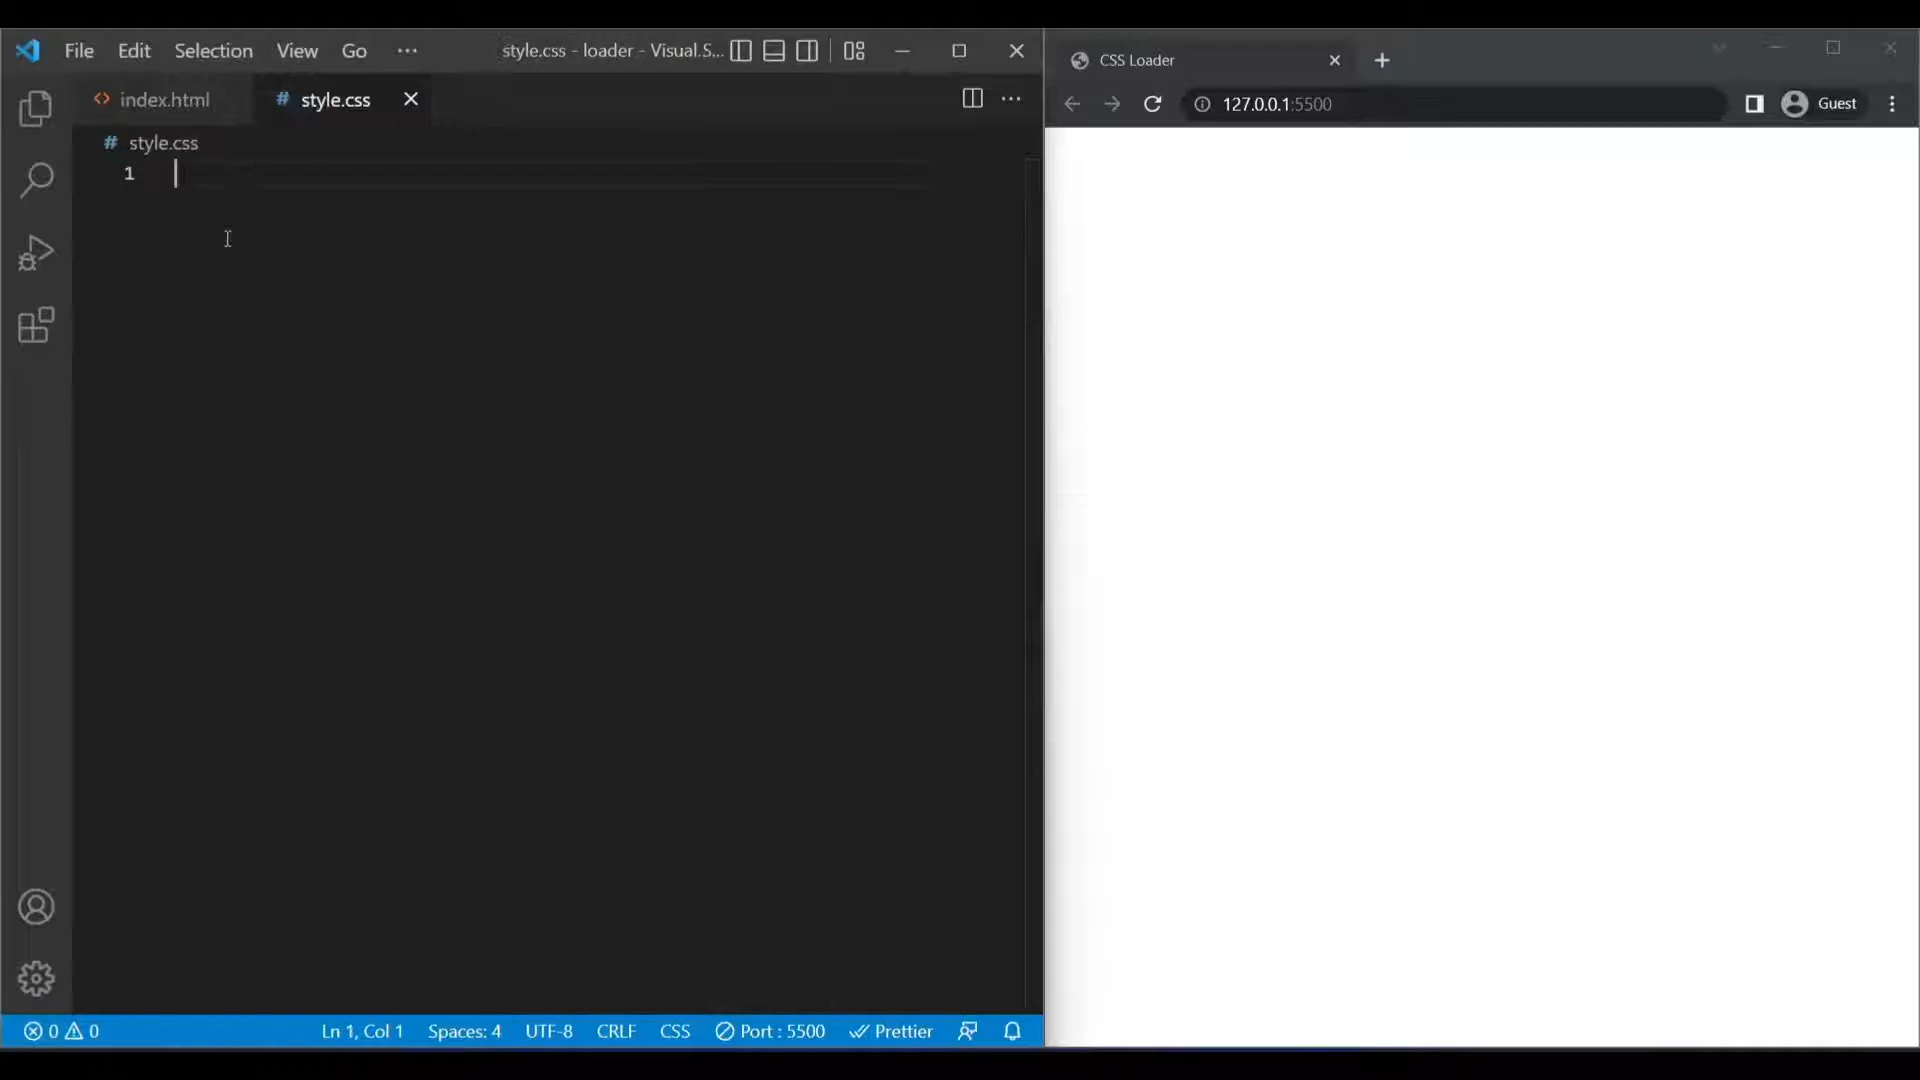 File Edit Selection View Go ··· style.css - loader - Visual S...
index.html # style.css
# style.css
1
0 0 Ln 1, Col 1 Spaces: 4 UTF-8 CRLF CSS Port : 5500 Prettier
CSS Loader
127.0.0.1:5500 Guest